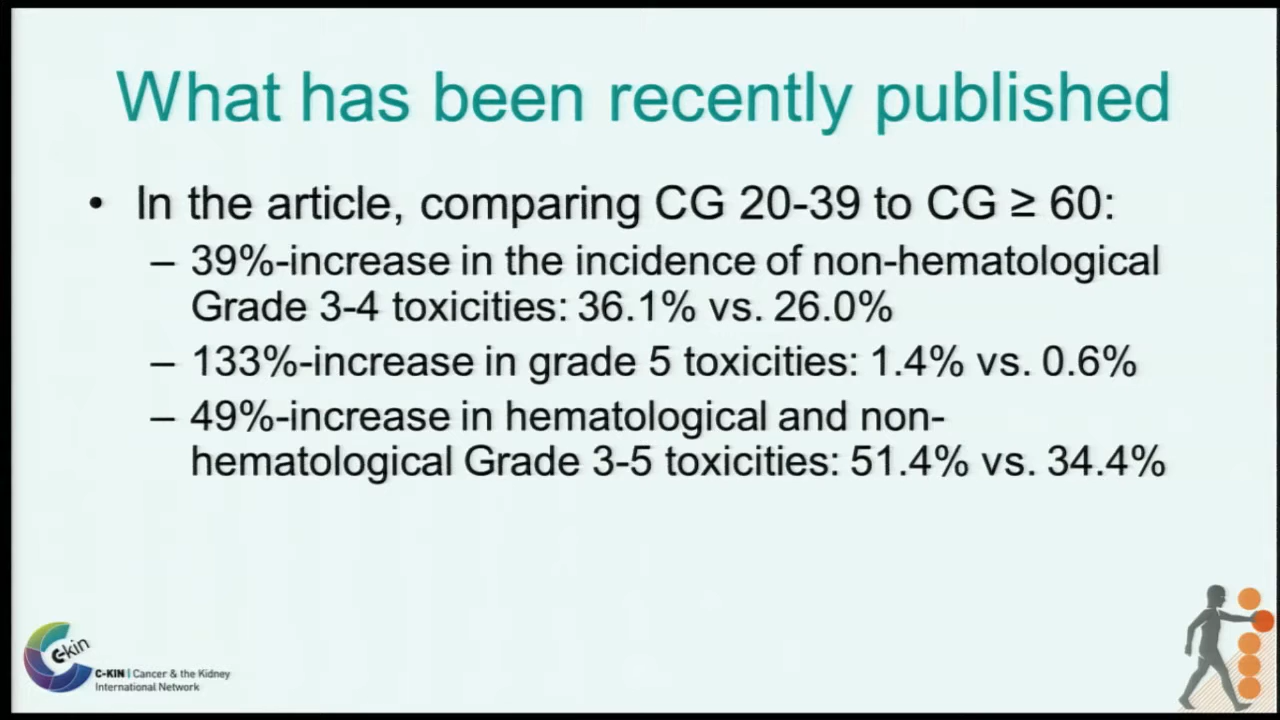 What has been recently published
• In the article, comparing CG 20-39 to CG ≥ 60:
– 39%-increase in the incidence of non-hematological
Grade 3-4 toxicities: 36.1% vs. 26.0%
– 133%-increase in grade 5 toxicities: 1.4% vs. 0.6%
– 49%-increase in hematological and non-
hematological Grade 3-5 toxicities: 51.4% vs. 34.4%
c-kin
C-KIN | Cancer & the Kidney
International Network